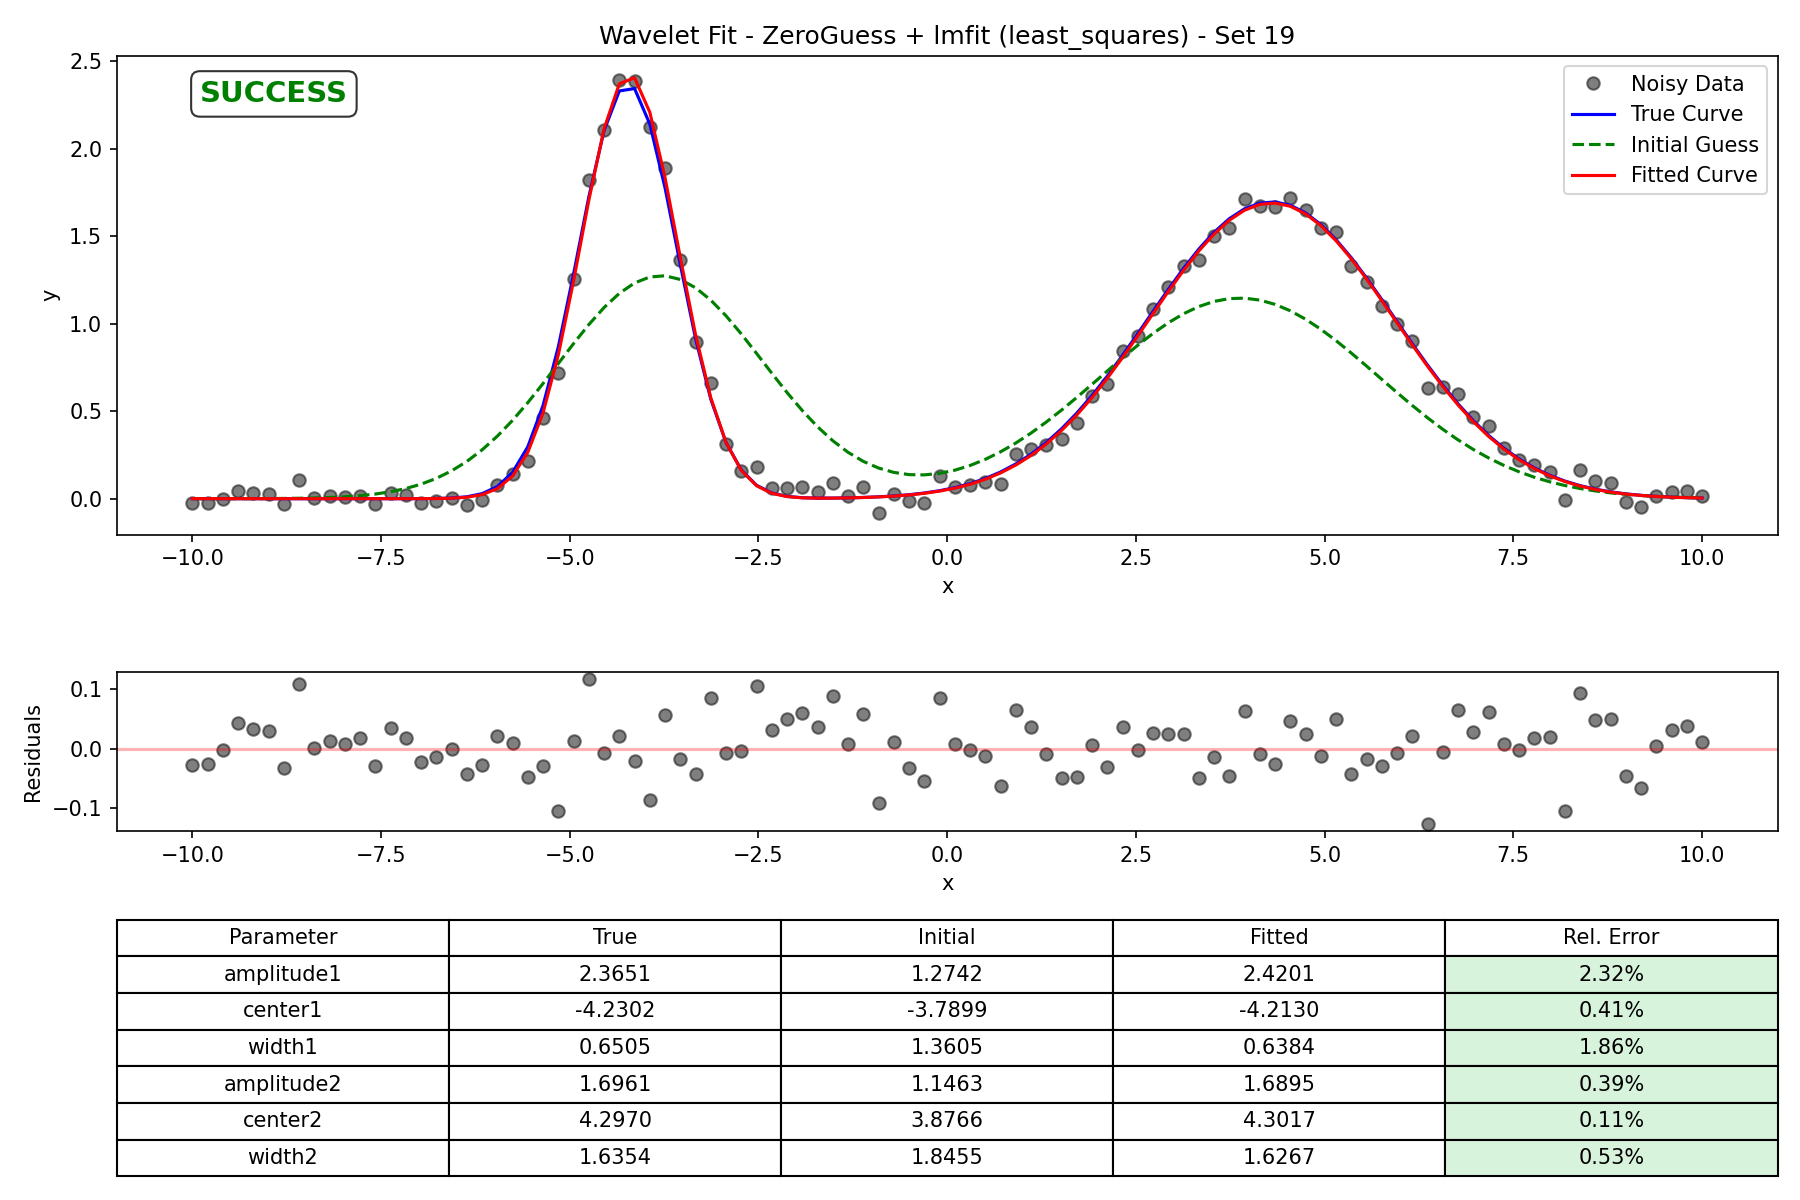 Wavelet Fit - ZeroGuess + lmfit (least_squares) - Set 19
SUCCESS
Noisy Data
True Curve
Initial Guess
Fitted Curve
y
2.5
2.0
1.5
1.0
0.5
0.0
−10.0 −7.5 −5.0 −2.5 0.0 2.5 5.0 7.5 10.0
x
Residuals
0.1
0.0
−0.1
−10.0 −7.5 −5.0 −2.5 0.0 2.5 5.0 7.5 10.0
x
Parameter True Initial Fitted Rel. Error
amplitude1 2.3651 1.2742 2.4201 2.32%
center1 -4.2302 -3.7899 -4.2130 0.41%
width1 0.6505 1.3605 0.6384 1.86%
amplitude2 1.6961 1.1463 1.6895 0.39%
center2 4.2970 3.8766 4.3017 0.11%
width2 1.6354 1.8455 1.6267 0.53%